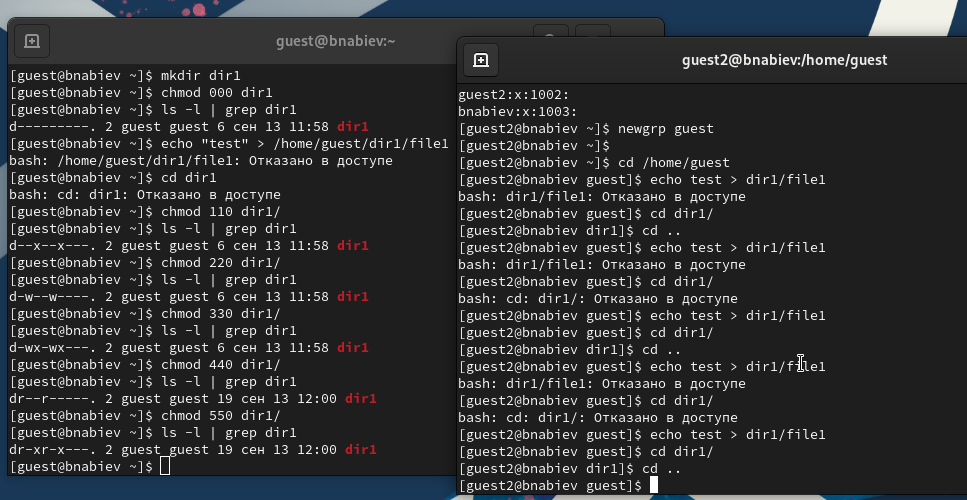 guest@bnabiev:~
[guest@bnabiev ~]$ mkdir dir1
[guest@bnabiev ~]$ chmod 000 dir1
[guest@bnabiev ~]$ ls -l | grep dir1
d---------. 2 guest guest 6 сен 13 11:58 dir1
[guest@bnabiev ~]$ echo "test" > /home/guest/dir1/file1
bash: /home/guest/dir1/file1: Отказано в доступе
[guest@bnabiev ~]$ cd dir1
bash: cd: dir1: Отказано в доступе
[guest@bnabiev ~]$ chmod 110 dir1/
[guest@bnabiev ~]$ ls -l | grep dir1
d--x--x---. 2 guest guest 6 сен 13 11:58 dir1
[guest@bnabiev ~]$ chmod 220 dir1/
[guest@bnabiev ~]$ ls -l | grep dir1
d-w--w----. 2 guest guest 6 сен 13 11:58 dir1
[guest@bnabiev ~]$ chmod 330 dir1/
[guest@bnabiev ~]$ ls -l | grep dir1
d-wx-wx---. 2 guest guest 6 сен 13 11:58 dir1
[guest@bnabiev ~]$ chmod 440 dir1/
[guest@bnabiev ~]$ ls -l | grep dir1
dr--r-----. 2 guest guest 19 сен 13 12:00 dir1
[guest@bnabiev ~]$ chmod 550 dir1/
[guest@bnabiev ~]$ ls -l | grep dir1
dr-xr-x---. 2 guest guest 19 сен 13 12:00 dir1
[guest@bnabiev ~]$
guest2@bnabiev:/home/guest
guest2:x:1002:
bnabiev:x:1003:
[guest2@bnabiev ~]$ newgrp guest
[guest2@bnabiev ~]$
[guest2@bnabiev ~]$ cd /home/guest
[guest2@bnabiev guest]$ echo test > dir1/file1
bash: dir1/file1: Отказано в доступе
[guest2@bnabiev guest]$ cd dir1/
[guest2@bnabiev dir1]$ cd ..
[guest2@bnabiev guest]$ echo test > dir1/file1
bash: dir1/file1: Отказано в доступе
[guest2@bnabiev guest]$ cd dir1/
bash: cd: dir1/: Отказано в доступе
[guest2@bnabiev guest]$ echo test > dir1/file1
[guest2@bnabiev guest]$ cd dir1/
[guest2@bnabiev dir1]$ cd ..
[guest2@bnabiev guest]$ echo test > dir1/file1
bash: dir1/file1: Отказано в доступе
[guest2@bnabiev guest]$ cd dir1/
bash: cd: dir1/: Отказано в доступе
[guest2@bnabiev guest]$ echo test > dir1/file1
[guest2@bnabiev guest]$ cd dir1/
[guest2@bnabiev dir1]$ cd ..
[guest2@bnabiev guest]$